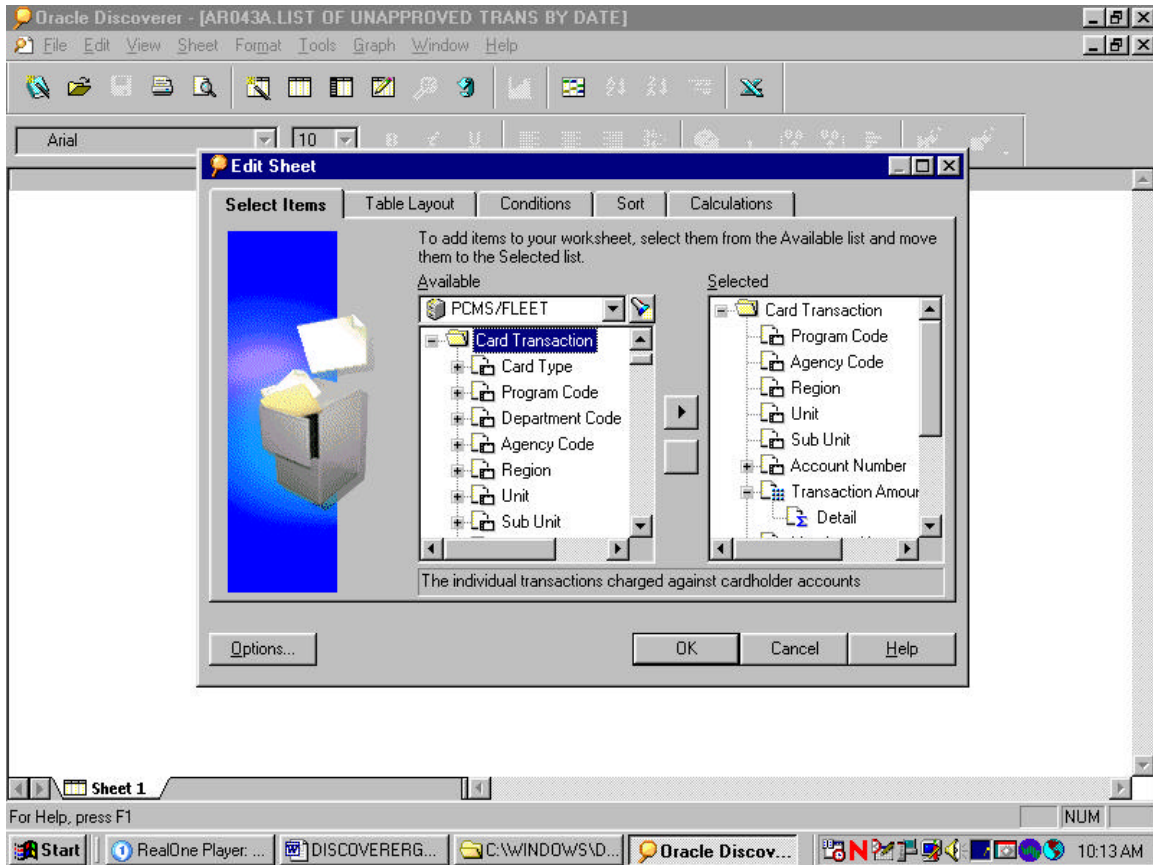 Oracle Discoverer - [AR043A.LIST OF UNAPPROVED TRANS BY DATE]
File Edit View Sheet Format Tools Graph Window Help
Arial 10
Edit Sheet
Select Items Table Layout Conditions Sort Calculations
To add items to your worksheet, select them from the Available list and move
them to the Selected list.
Available Selected
PCMS/FLEET Card Transaction
Card Transaction Program Code
Card Type Agency Code
Program Code Region
Department Code Unit
Agency Code Sub Unit
Region Account Number
Unit Transaction Amour
Sub Unit Detail
The individual transactions charged against cardholder accounts
Options... OK Cancel Help
Sheet 1
For Help, press F1 NUM
Start RealOne Player: ... DISCOVERERG... C:\WINDOWS\D... Oracle Discov... 10:13 AM